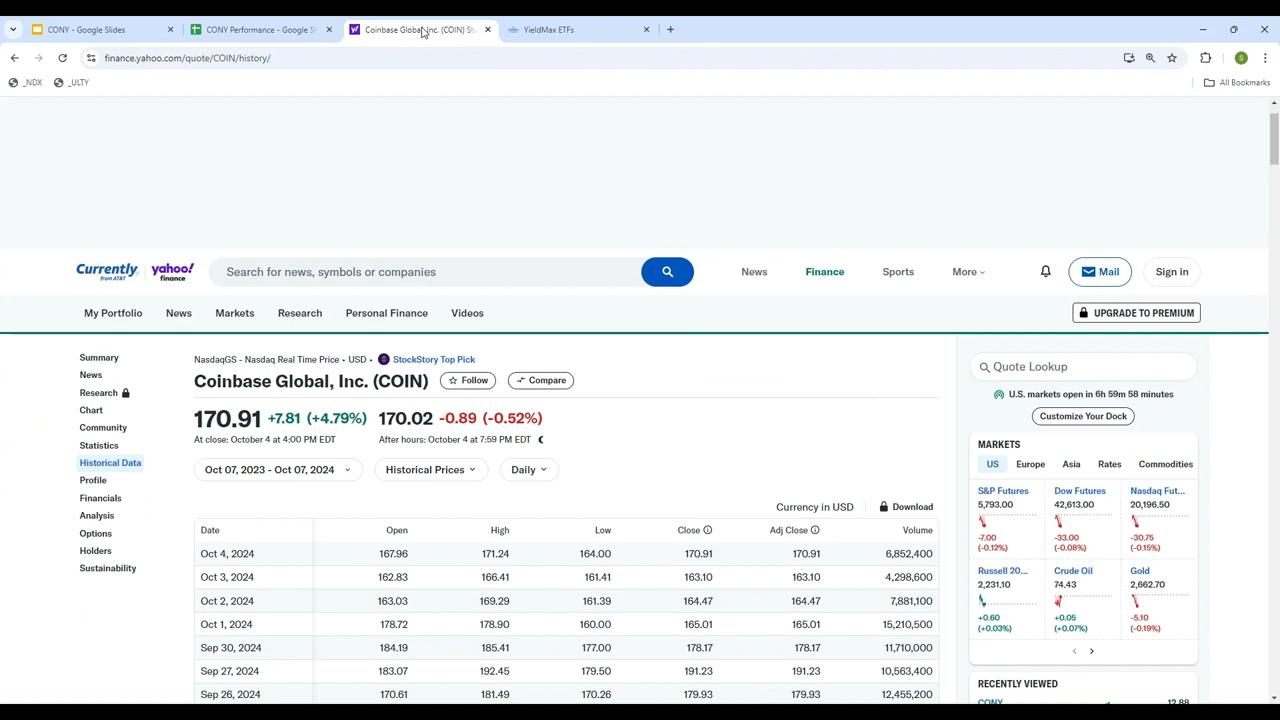 CONY - Google Slides
CONY Performance - Google Sh
Coinbase Global, Inc. (COIN) St
YieldMax ETFs
finance.yahoo.com/quote/COIN/history/
S
_NDX
_ULTY
All Bookmarks
Currently
from AT&T
yahoo!
finance
Search for news, symbols or companies
News
Finance
Sports
More
Mail
Sign in
My Portfolio
News
Markets
Research
Personal Finance
Videos
UPGRADE TO PREMIUM
Summary
News
Research
Chart
Community
Statistics
Historical Data
Profile
Financials
Analysis
Options
Holders
Sustainability
NasdaqGS - Nasdaq Real Time Price • USD •
StockStory Top Pick
Coinbase Global, Inc. (COIN)
Follow
Compare
170.91 +7.81 (+4.79%)
At close: October 4 at 4:00 PM EDT
170.02 -0.89 (-0.52%)
After hours: October 4 at 7:59 PM EDT
Oct 07, 2023 - Oct 07, 2024
Historical Prices
Daily
Currency in USD
Download
Date Open High Low Close Adj Close Volume
Oct 4, 2024 167.96 171.24 164.00 170.91 170.91 6,852,400
Oct 3, 2024 162.83 166.41 161.41 163.10 163.10 4,298,600
Oct 2, 2024 163.03 169.29 161.39 164.47 164.47 7,881,100
Oct 1, 2024 178.72 178.90 160.00 165.01 165.01 15,210,500
Sep 30, 2024 184.19 185.41 177.00 178.17 178.17 11,710,000
Sep 27, 2024 183.07 192.45 179.50 191.23 191.23 10,563,400
Sep 26, 2024 170.61 181.49 170.26 179.93 179.93 12,455,200
Quote Lookup
U.S. markets open in 6h 59m 58 minutes
Customize Your Dock
MARKETS
US Europe Asia Rates Commodities
S&P Futures
5,793.00
-7.00
(-0.12%)
Dow Futures
42,613.00
-33.00
(-0.08%)
Nasdaq Fut...
20,196.50
-30.75
(-0.15%)
Russell 20...
2,231.10
+0.60
(+0.03%)
Crude Oil
74.43
+0.05
(+0.07%)
Gold
2,662.70
-5.10
(-0.19%)
RECENTLY VIEWED
CONY
12.88